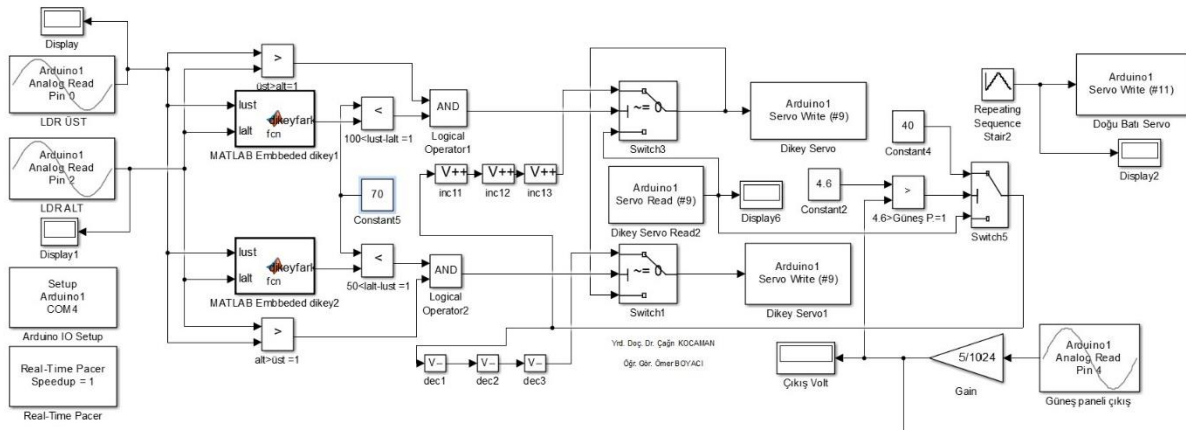 Display
Arduino1
Analog Read
Pin 0
LDR ÜST
Arduino1
Analog Read
Pin 2
LDR ALT
Display1
Setup
Arduino1
COM4
Arduino IO Setup
Real-Time Pacer
Speedup = 1
Real-Time Pacer
>
üst>alt=1
lust
lalt
dikeyfark
fcn
MATLAB Embbeded dikey1
<
100<lust-lalt =1
AND
Logical
Operator1
70
Constant5
lust
lalt
dikeyfark
fcn
MATLAB Embbeded dikey2
<
50<lalt-lust =1
AND
Logical
Operator2
>
alt>üst =1
V++
inc11
V++
inc12
V++
inc13
V--
dec1
V--
dec2
V--
dec3
~= 0
Switch3
Arduino1
Servo Write (#9)
Dikey Servo
Arduino1
Servo Read (#9)
Dikey Servo Read2
Display6
~= 0
Switch1
Arduino1
Servo Write (#9)
Dikey Servo1
Yrd. Doç. Dr. Çağrı KOCAMAN
Öğr. Gör. Ömer BOYACI
Repeating
Sequence
Stair2
Arduino1
Servo Write (#11)
Doğu Batı Servo
Display2
40
Constant4
4.6
Constant2
>
4.6>Güneş P.=1
Switch5
Çıkış Volt
5/1024
Gain
Arduino1
Analog Read
Pin 4
Güneş paneli çıkış